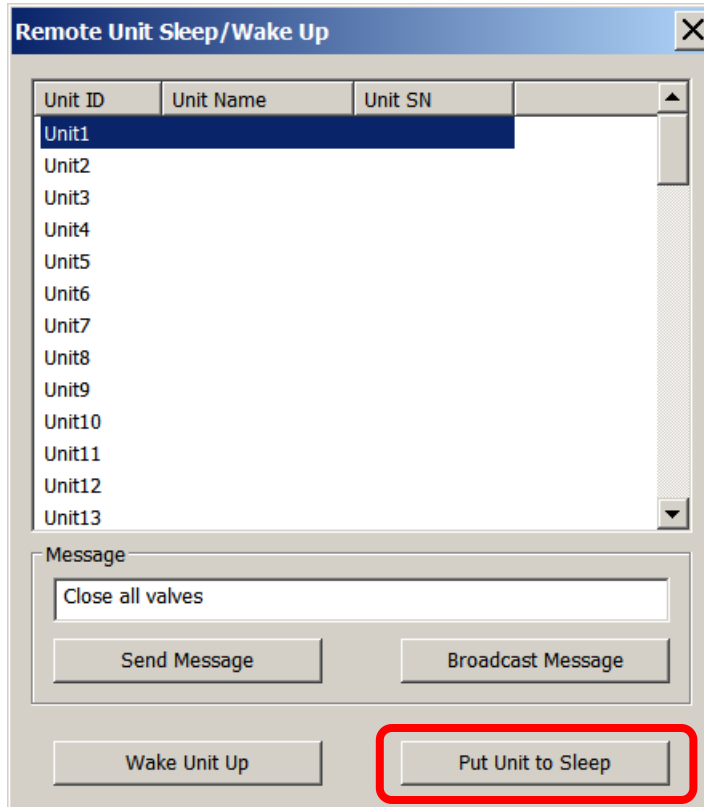 Remote Unit Sleep/Wake Up
Unit ID Unit Name Unit SN
Unit1
Unit2
Unit3
Unit4
Unit5
Unit6
Unit7
Unit8
Unit9
Unit10
Unit11
Unit12
Unit13
Message
Close all valves
Send Message Broadcast Message
Wake Unit Up Put Unit to Sleep